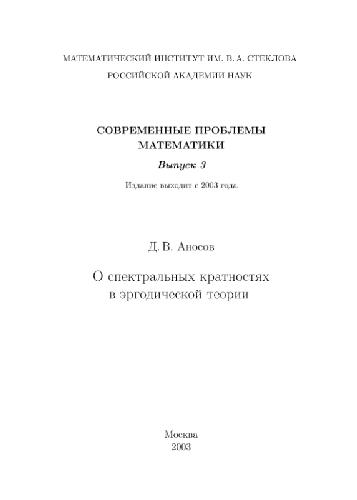 МАТЕМАТИЧЕСКИЙ ИНСТИТУТ ИМ. В. А. СТЕКЛОВА
РОССИЙСКОЙ АКАДЕМИИ НАУК
СОВРЕМЕННЫЕ ПРОБЛЕМЫ
МАТЕМАТИКИ
Выпуск 3
Издание выходит с 2003 года.
Д. В. Аносов
О спектральных кратностях
в эргодической теории
Москва
2003